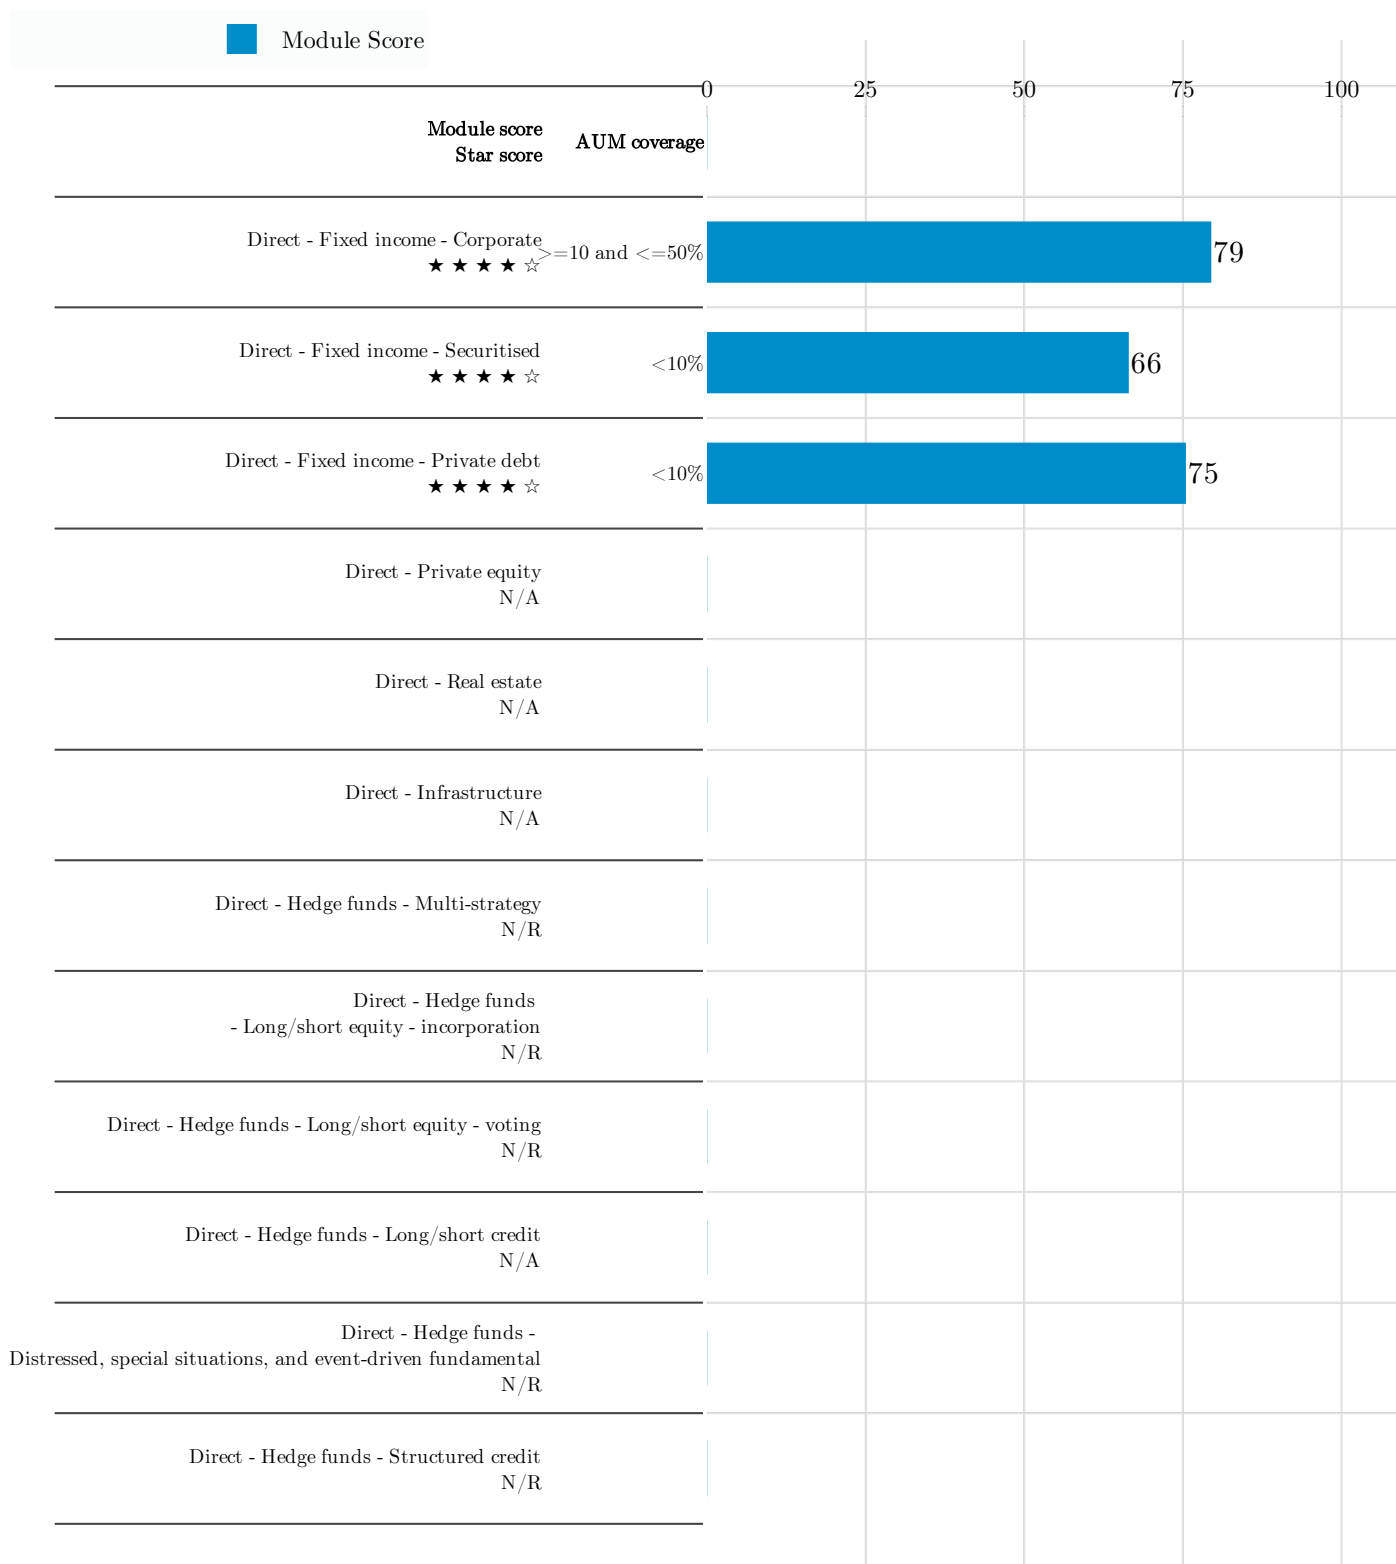 Module Score
0 25 50 75 100
Module score
Star score
AUM coverage
Direct - Fixed income - Corporate
★ ★ ★ ★ ☆
>=10 and <=50%
79
Direct - Fixed income - Securitised
★ ★ ★ ★ ☆
<10%
66
Direct - Fixed income - Private debt
★ ★ ★ ★ ☆
<10%
75
Direct - Private equity
N/A
Direct - Real estate
N/A
Direct - Infrastructure
N/A
Direct - Hedge funds - Multi-strategy
N/R
Direct - Hedge funds
- Long/short equity - incorporation
N/R
Direct - Hedge funds - Long/short equity - voting
N/R
Direct - Hedge funds - Long/short credit
N/A
Direct - Hedge funds -
Distressed, special situations, and event-driven fundamental
N/R
Direct - Hedge funds - Structured credit
N/R